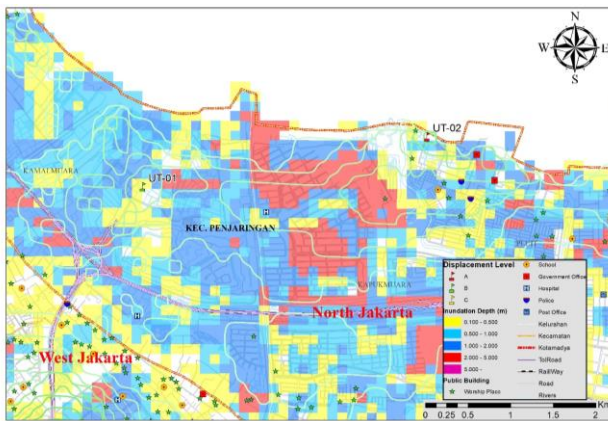 N
W E
S
UT-02
KAMALMUARA
UT-01
KEC. PENJARINGAN
PLUIT
KAPUKMUARA
North Jakarta
West Jakarta
Displacement Level
A
B
C
Inundation Depth (m)
0.100 - 0.500
0.500 - 1.000
1.000 - 2.000
2.000 - 5.000
5.000 -
Public Building
Worship Place
School
Government Office
Hospital
Police
Post Office
Kelurahan
Kecamatan
Kotamadya
TollRoad
RailWay
Road
Rivers
0 0.25 0.5 1 1.5 2